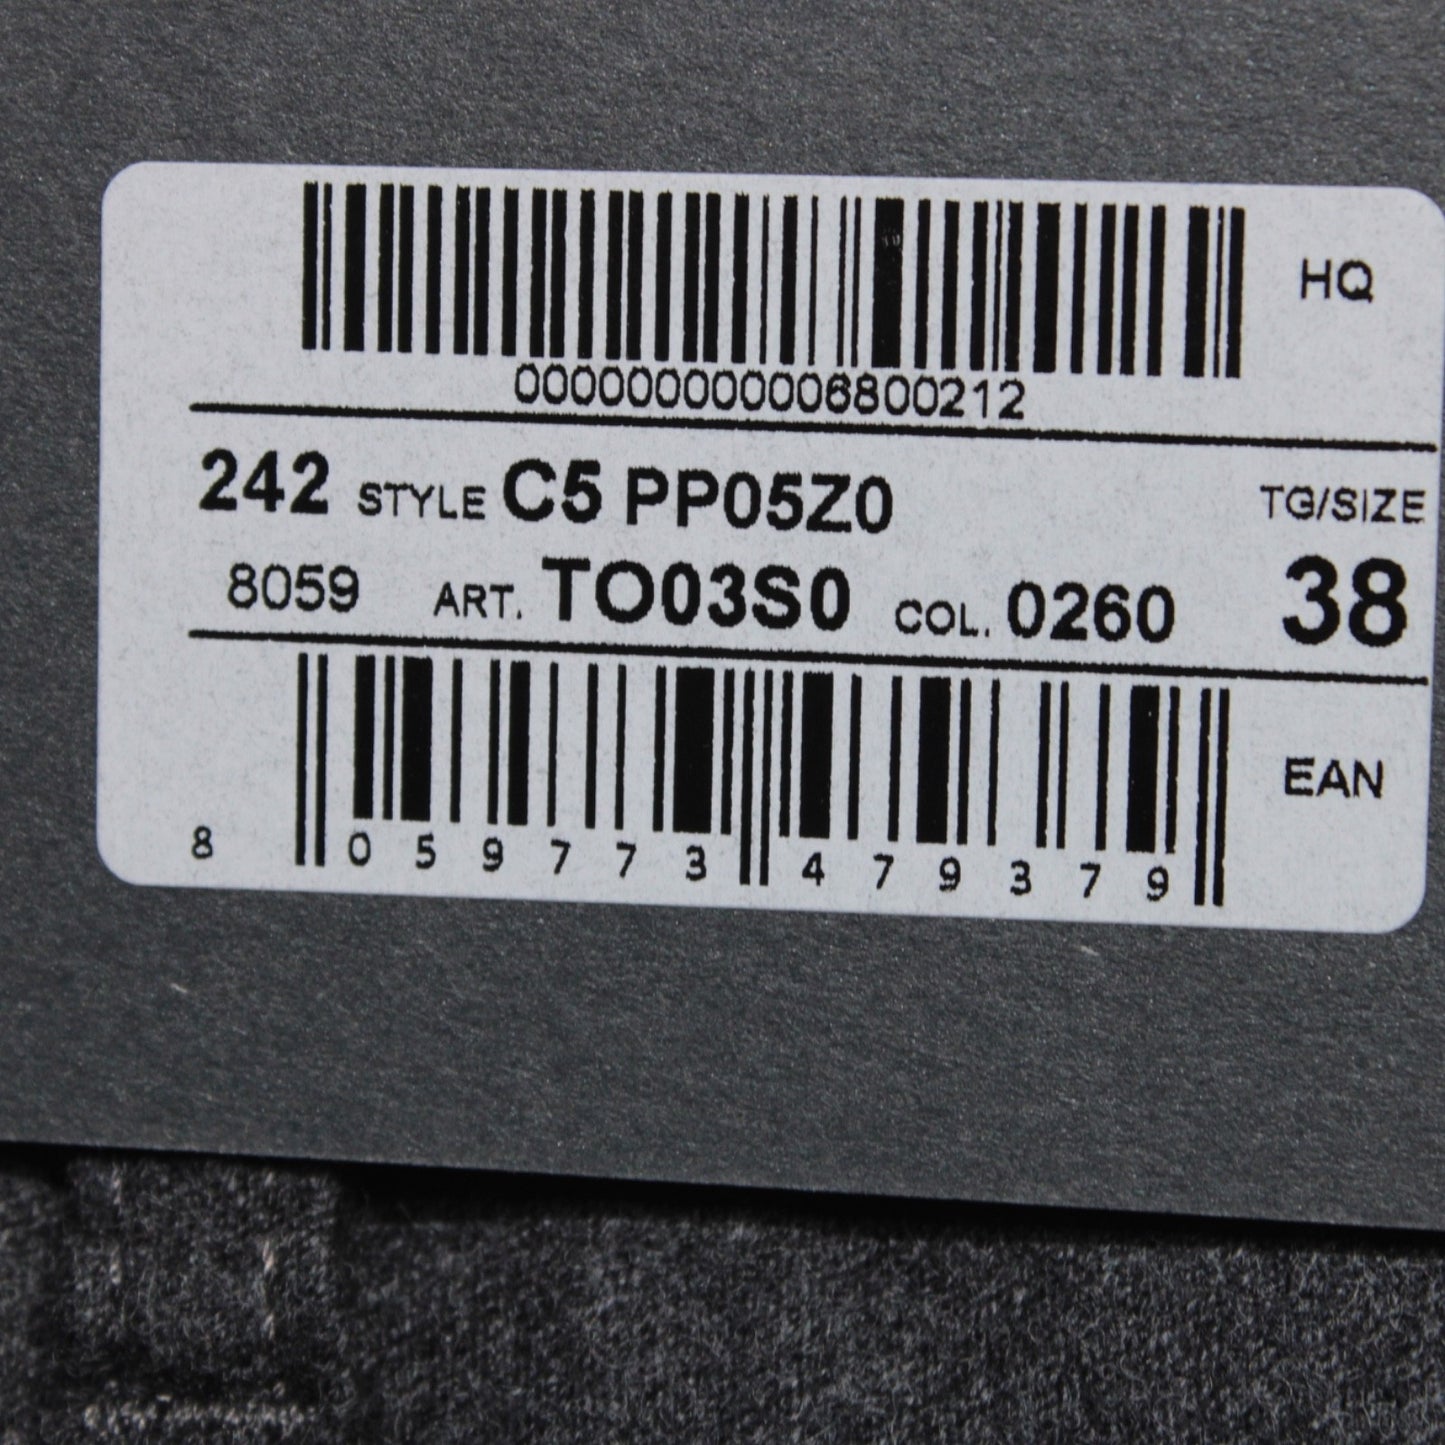 HQ
000000000006800212
242 STYLE C5 PP05Z0 TG/SIZE
8059 ART. TO03S0 COL. 0260 38
EAN
8 059773 479379